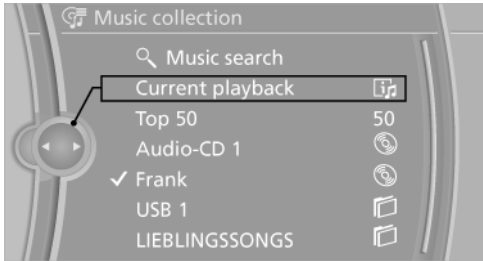 Music collection
Music search
Current playback
Top 50 50
Audio-CD 1
Frank
USB 1
LIEBLINGSSONGS